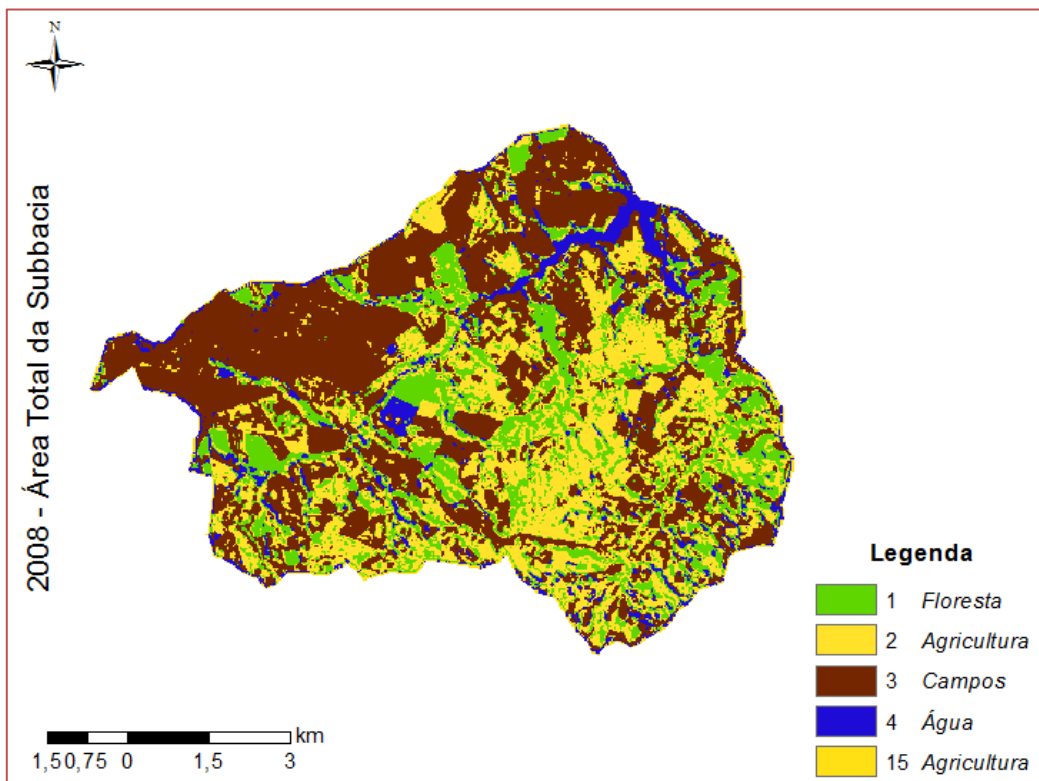 N
2008 - Área Total da Subbacia
Legenda
1 Floresta
2 Agricultura
3 Campos
4 Água
15 Agricultura
km
1,5 0,75 0 1,5 3